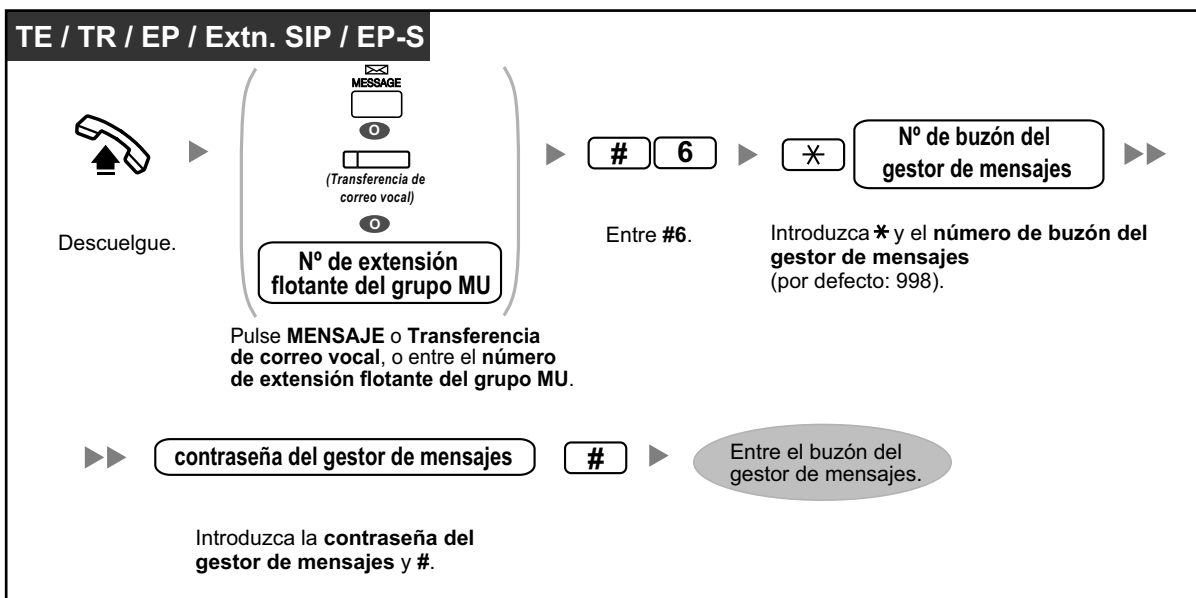 TE / TR / EP / Extn. SIP / EP-S
MESSAGE
O
(Transferencia de
correo vocal)
O
Nº de extensión
flotante del grupo MU
# 6
* Nº de buzón del
gestor de mensajes
Descuelgue.
Pulse MENSAJE o Transferencia
de correo vocal, o entre el número
de extensión flotante del grupo MU.
Entre #6.
Introduzca * y el número de buzón del
gestor de mensajes
(por defecto: 998).
contraseña del gestor de mensajes #
Entre el buzón del
gestor de mensajes.
Introduzca la contraseña del
gestor de mensajes y #.